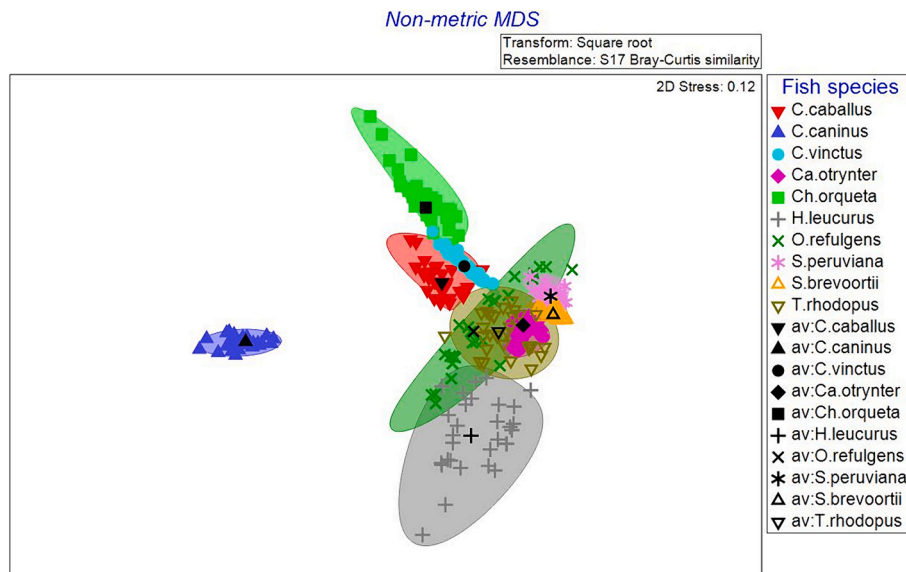 Non-metric MDS
Transform: Square root
Resemblance: S17 Bray-Curtis similarity
2D Stress: 0.12
Fish species
C.caballus
C.caninus
C.vinctus
Ca.otrynter
Ch.orqueta
H.leucurus
O.refulgens
S.peruviana
S.brevoortii
T.rhodopus
av:C.caballus
av:C.caninus
av:C.vinctus
av:Ca.otrynter
av:Ch.orqueta
av:H.leucurus
av:O.refulgens
av:S.peruviana
av:S.brevoortii
av:T.rhodopus